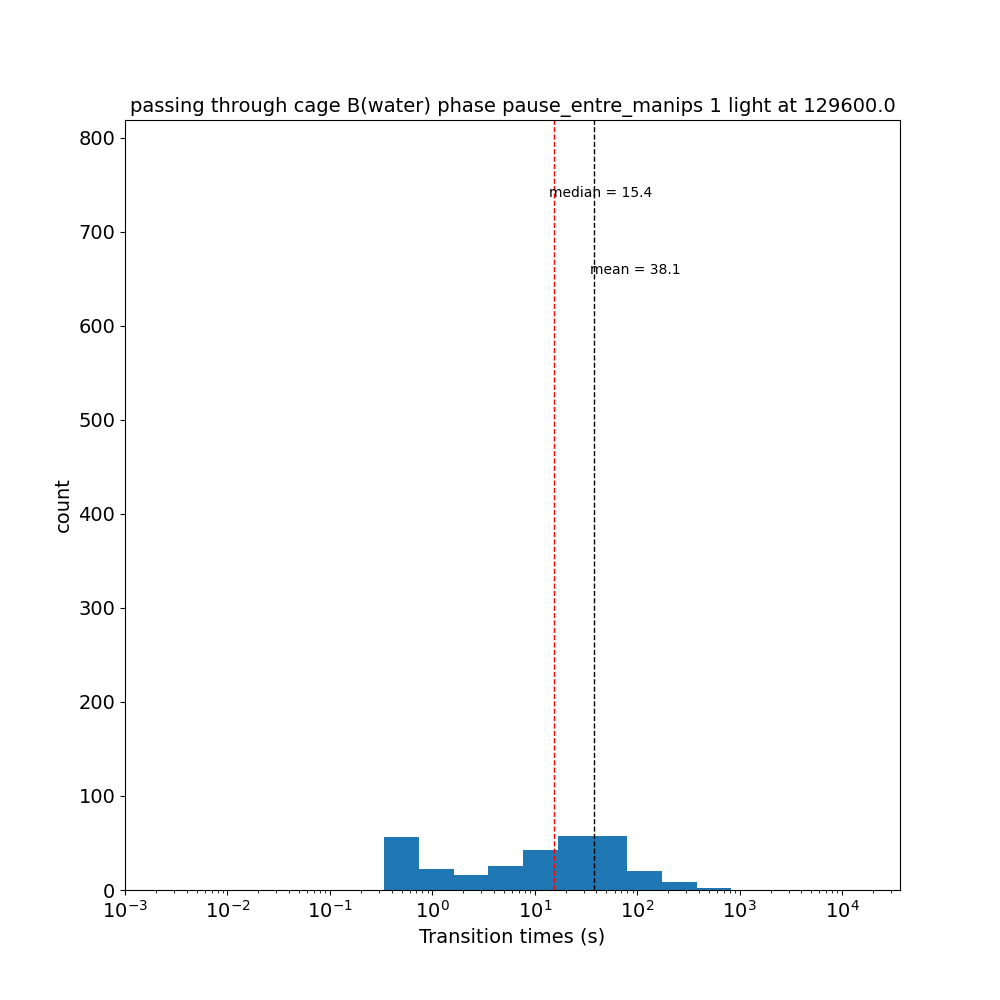 passing through cage B(water) phase pause_entre_manips 1 light at 129600.0
800
median = 15.4
700
mean = 38.1
600
500
count
400
300
200
100
0
10⁻³ 10⁻² 10⁻¹ 10⁰ 10¹ 10² 10³ 10⁴
Transition times (s)